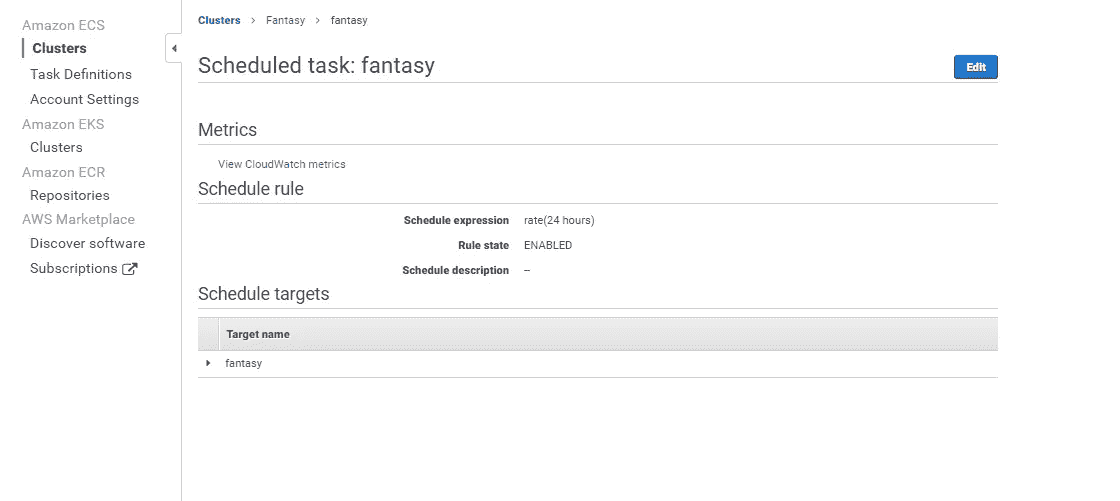 Amazon ECS
Clusters
Task Definitions
Account Settings
Amazon EKS
Clusters
Amazon ECR
Repositories
AWS Marketplace
Discover software
Subscriptions
Clusters > Fantasy > fantasy
Scheduled task: fantasy
Edit
Metrics
View CloudWatch metrics
Schedule rule
Schedule expression rate(24 hours)
Rule state ENABLED
Schedule description --
Schedule targets
Target name
fantasy